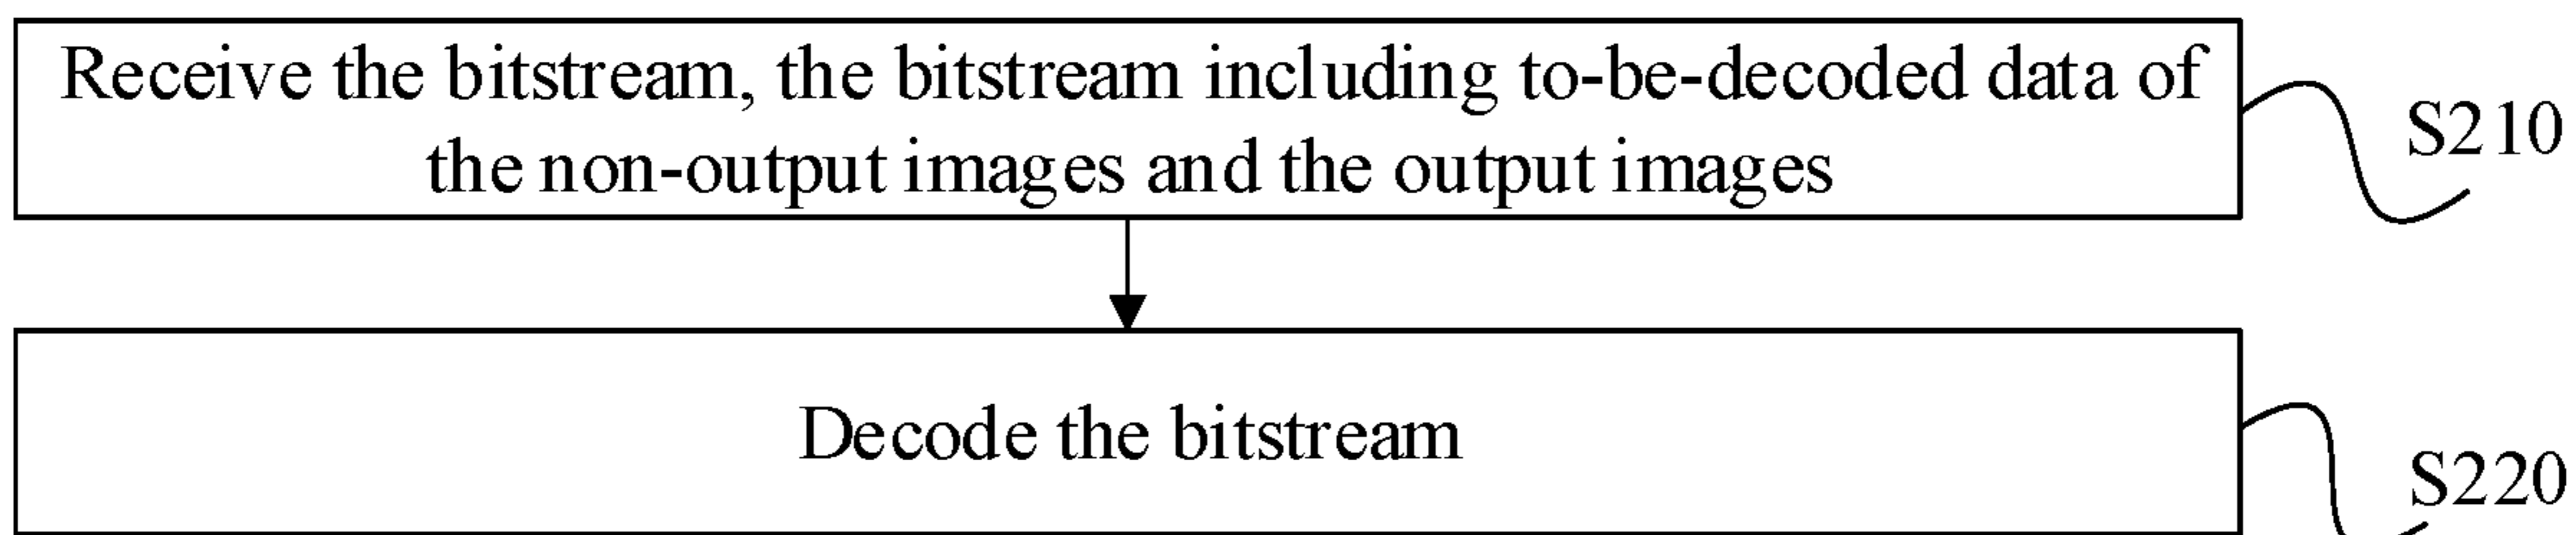 Receive the bitstream, the bitstream including to-be-decoded data of
the non-output images and the output images
S210
Decode the bitstream
S220